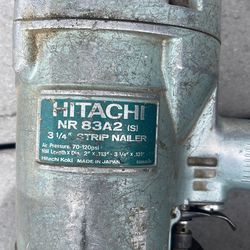 HITACHI
NR 83A2 (S)
3 1/4" STRIP NAILER
Air Pressure. 70-120psi
Nail Length X Dia. 2" x .113" - 3 1/4" x .131"
Hitachi Koki MADE IN JAPAN